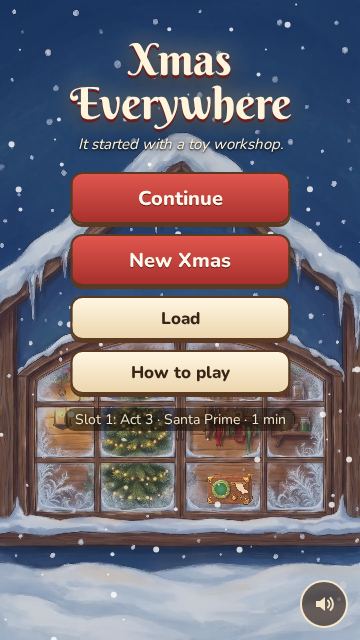 Xmas
Everywhere
It started with a toy workshop.
Continue
New Xmas
Load
How to play
Slot 1: Act 3 · Santa Prime · 1 min